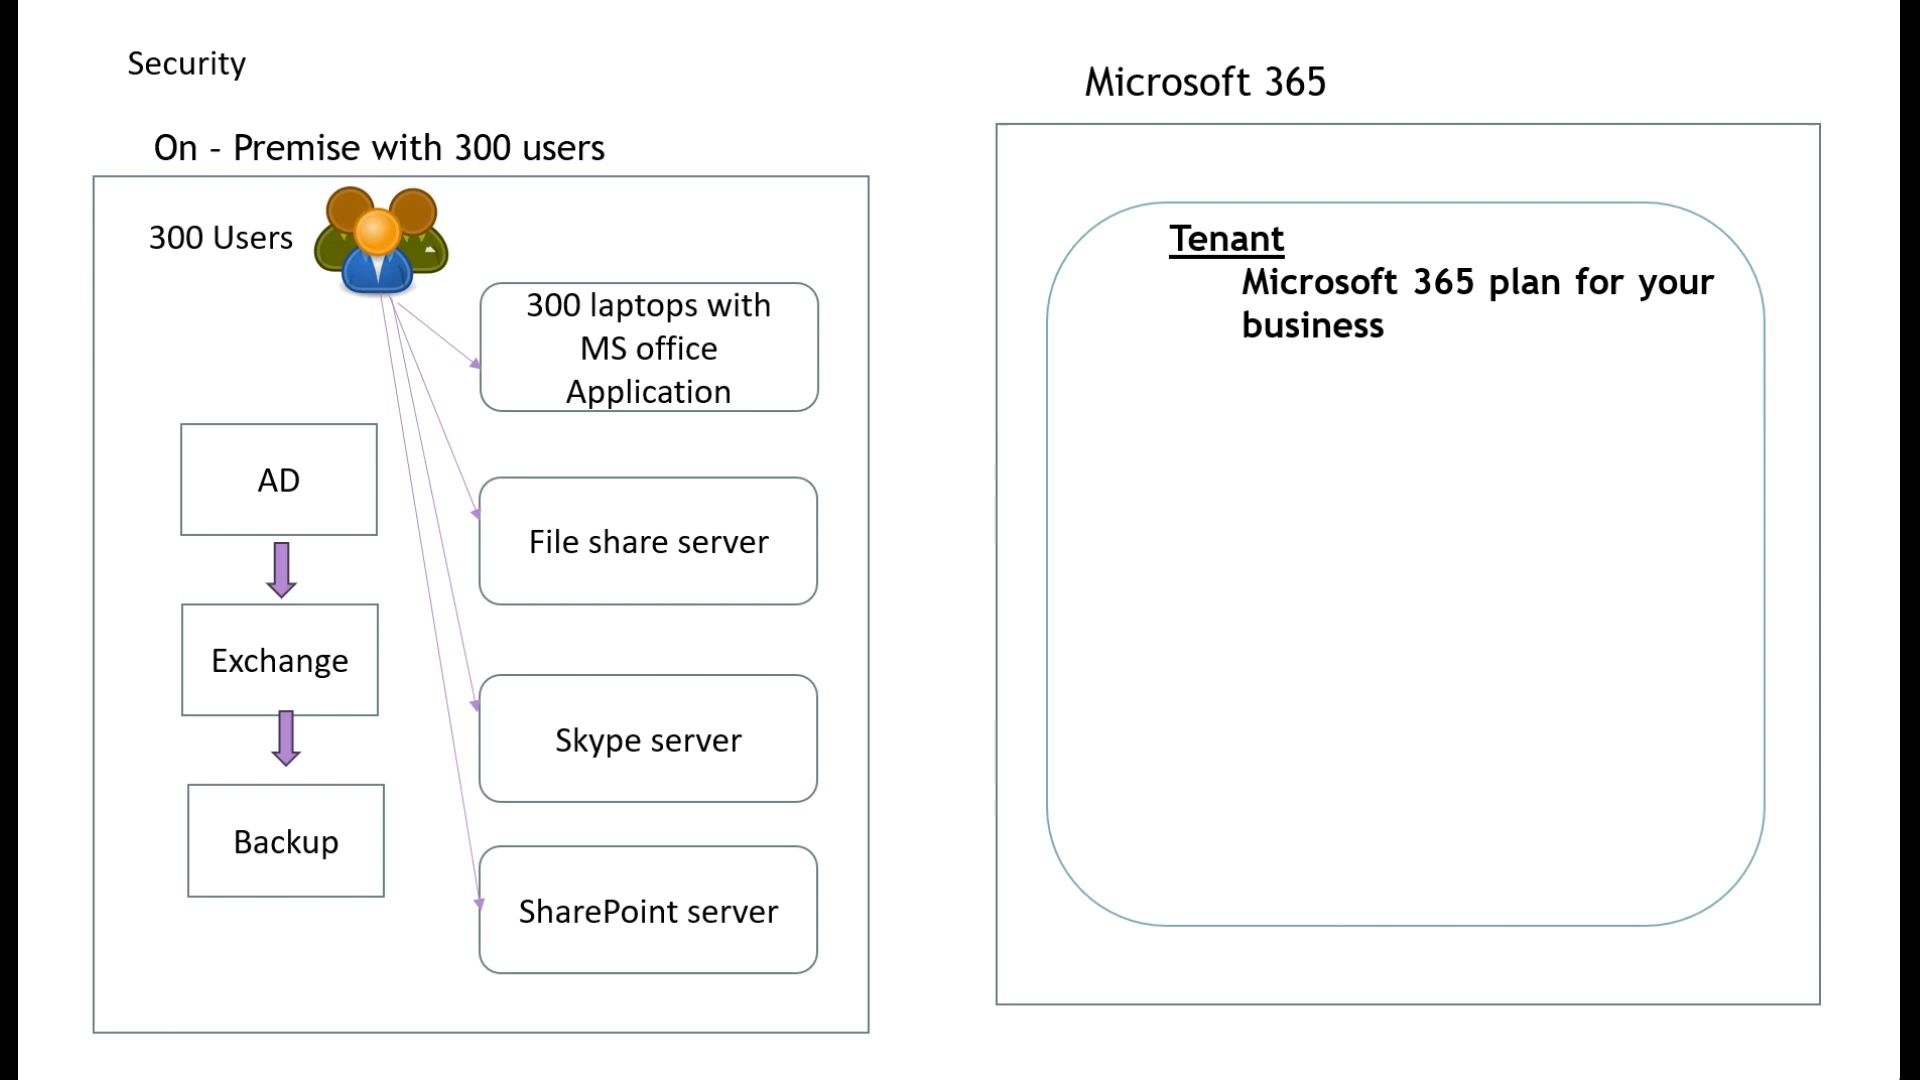 Security
On - Premise with 300 users
300 Users
300 laptops with
MS office
Application
AD
File share server
Exchange
Skype server
Backup
SharePoint server
Microsoft 365
Tenant
Microsoft 365 plan for your
business